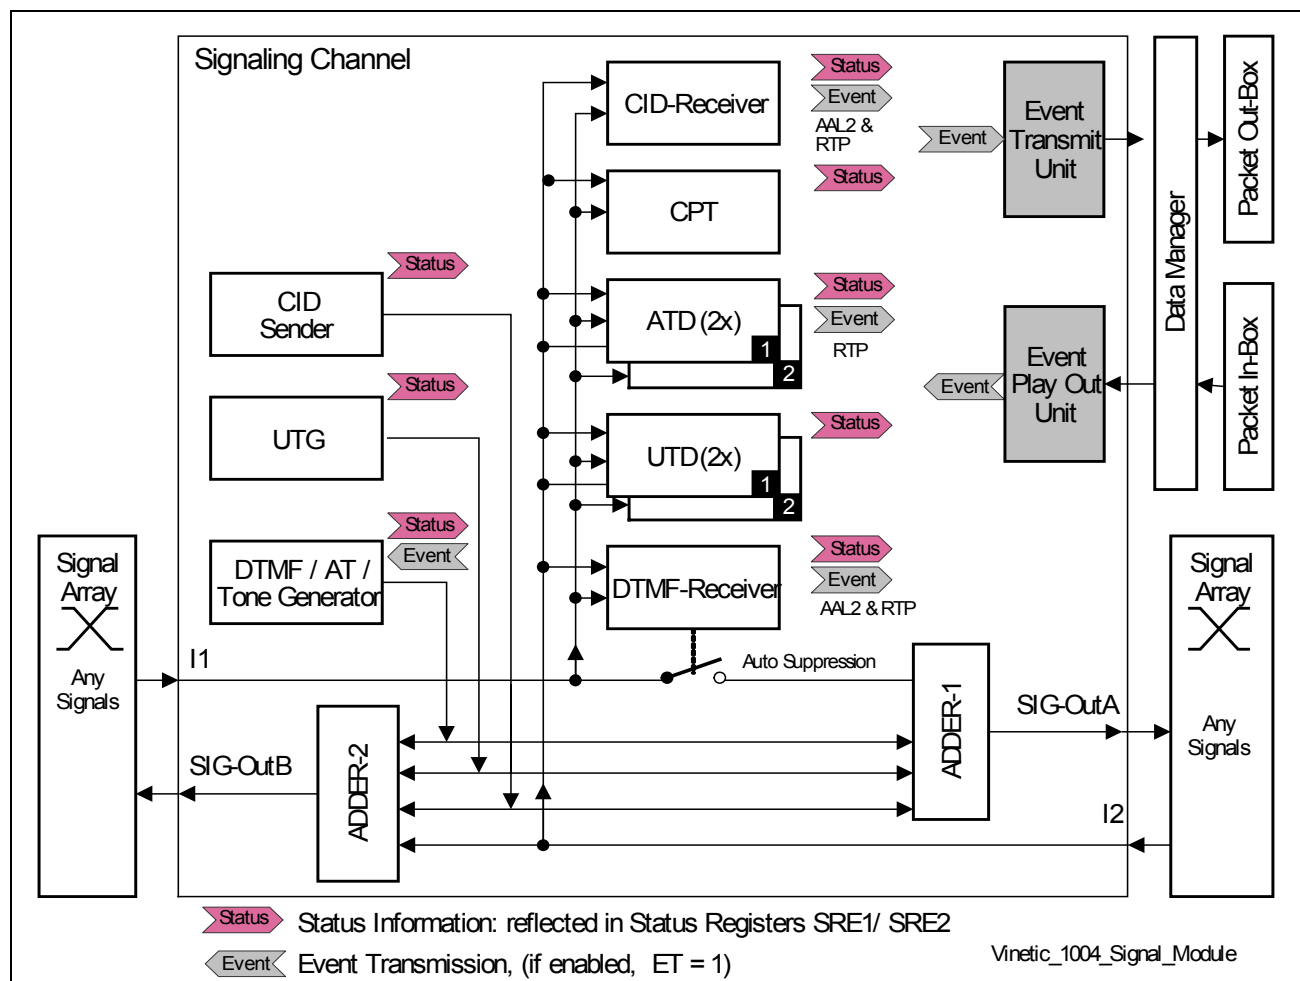 Signaling Channel
CID-Receiver
Status
Event
AAL2 &
RTP
Event
Event
Transmit
Unit
Data Manager
Packet Out-Box
CPT
Status
Status
CID
Sender
ATD (2x)
1
2
Status
Event
RTP
Event
Event
Play Out
Unit
Packet In-Box
Status
UTG
UTD (2x)
1
2
Status
Status
Event
DTMF / AT /
Tone Generator
DTMF-Receiver
Status
Event
AAL2 & RTP
Signal
Array
Any
Signals
I1
Auto Suppression
ADDER-1
SIG-OutA
Signal
Array
Any
Signals
SIG-OutB
ADDER-2
I2
Status
Status Information: reflected in Status Registers SRE1/ SRE2
Event
Event Transmission, (if enabled, ET = 1)
Vinetic_1004_Signal_Module